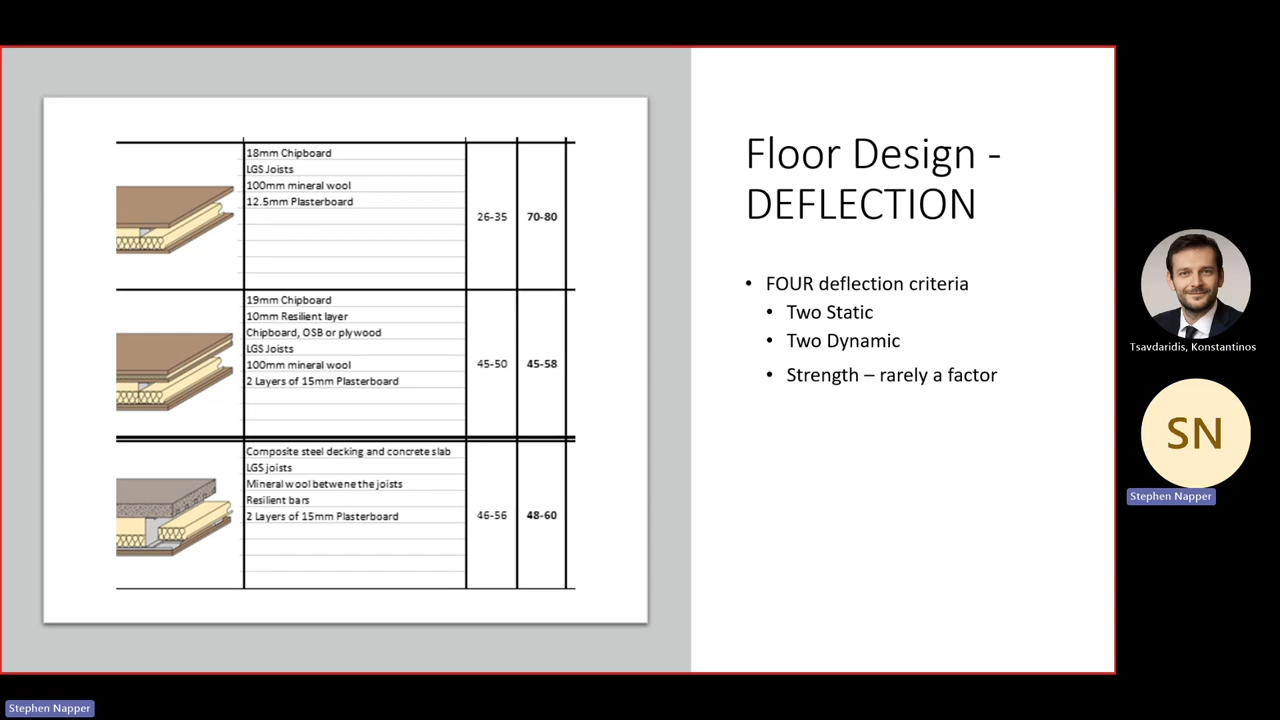 18mm Chipboard
LGS Joists
100mm mineral wool
12.5mm Plasterboard
26-35
70-80
19mm Chipboard
10mm Resilient layer
Chipboard, OSB or plywood
LGS Joists
100mm mineral wool
2 Layers of 15mm Plasterboard
45-50
45-58
Composite steel decking and concrete slab
LGS joists
Mineral wool betwene the joists
Resilient bars
2 Layers of 15mm Plasterboard
46-56
48-60
Floor Design -
DEFLECTION
• FOUR deflection criteria
• Two Static
• Two Dynamic
• Strength – rarely a factor
Tsavdaridis, Konstantinos
SN
Stephen Napper
Stephen Napper